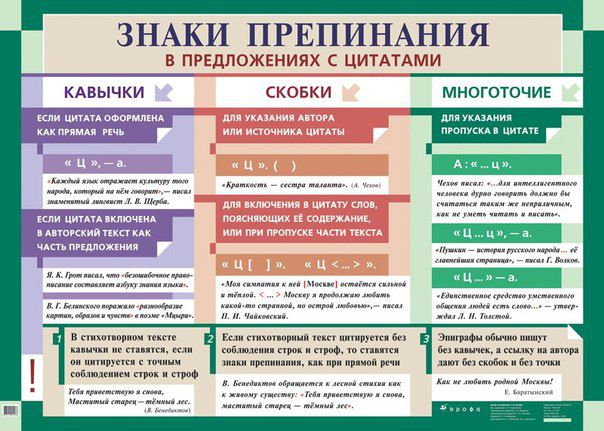 ЗНАКИ ПРЕПИНАНИЯ
В ПРЕДЛОЖЕНИЯХ С ЦИТАТАМИ
КАВЫЧКИ
ЕСЛИ ЦИТАТА ОФОРМЛЕНА
КАК ПРЯМАЯ РЕЧЬ
« Ц », — а.
«Каждый язык отражает культуру того
народа, который на нём говорит», — писал
знаменитый лингвист Л. В. Щерба.
ЕСЛИ ЦИТАТА ВКЛЮЧЕНА
В АВТОРСКИЙ ТЕКСТ КАК
ЧАСТЬ ПРЕДЛОЖЕНИЯ
Я. К. Грот писал, что «безошибочное право-
писание составляет азбуку знания языка».
В. Г. Белинского поражало «разнообразие
картин, образов и чувств» в поэме «Мцыри».
СКОБКИ
ДЛЯ УКАЗАНИЯ АВТОРА
ИЛИ ИСТОЧНИКА ЦИТАТЫ
« Ц ». ( )
«Краткость — сестра таланта». (А. Чехов)
ДЛЯ ВКЛЮЧЕНИЯ В ЦИТАТУ СЛОВ,
ПОЯСНЯЮЩИХ ЕЁ СОДЕРЖАНИЕ,
ИЛИ ПРИ ПРОПУСКЕ ЧАСТИ ТЕКСТА
« Ц [ ] ». « Ц < ... > ».
«Моя симпатия к ней [Москве] остаётся сильной
и тёплой. < ... > Москву я продолжаю любить
какой-то странной, но острой любовью», — писал
П. И. Чайковский.
МНОГОТОЧИЕ
ДЛЯ УКАЗАНИЯ
ПРОПУСКА В ЦИТАТЕ
А : « ... ц ».
Чехов писал: «...для интеллигентного
человека дурно говорить должно бы
считаться таким же неприличным,
как не уметь читать и писать».
« Ц ... ц », — а.
«Пушкин — история русского народа... её
главнейшая страница», — писал Г. Волков.
« Ц ...» — а.
«Единственное средство умственного
общения людей есть слово...» — утвер-
ждал Л. Н. Толстой.
!
1
В стихотворном тексте
кавычки не ставятся, если
он цитируется с точным
соблюдением строк и строф
Тебя приветствую я снова,
Маститый старец — тёмный лес.
(В. Бенедиктов)
2
Если стихотворный текст цитируется без
соблюдения строк и строф, то ставятся
знаки препинания, как при прямой речи
В. Бенедиктов обращается к лесной стихии как
к живому существу: «Тебя приветствую я снова,
маститый старец — тёмный лес».
3
Эпиграфы обычно пишут
без кавычек, а ссылку на автора
дают без скобок и без точки
Как не любить родной Москвы!
Е. Баратынский
дрофа